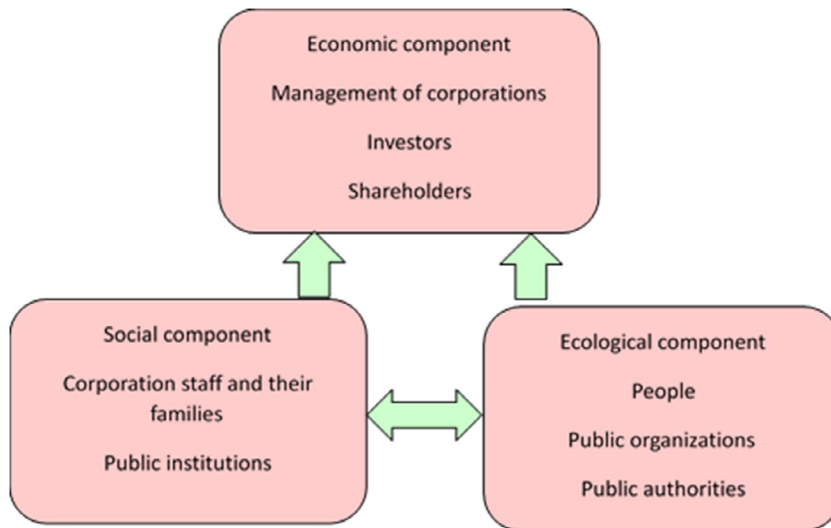 Economic component
Management of corporations
Investors
Shareholders
Social component
Corporation staff and their
families
Public institutions
Ecological component
People
Public organizations
Public authorities